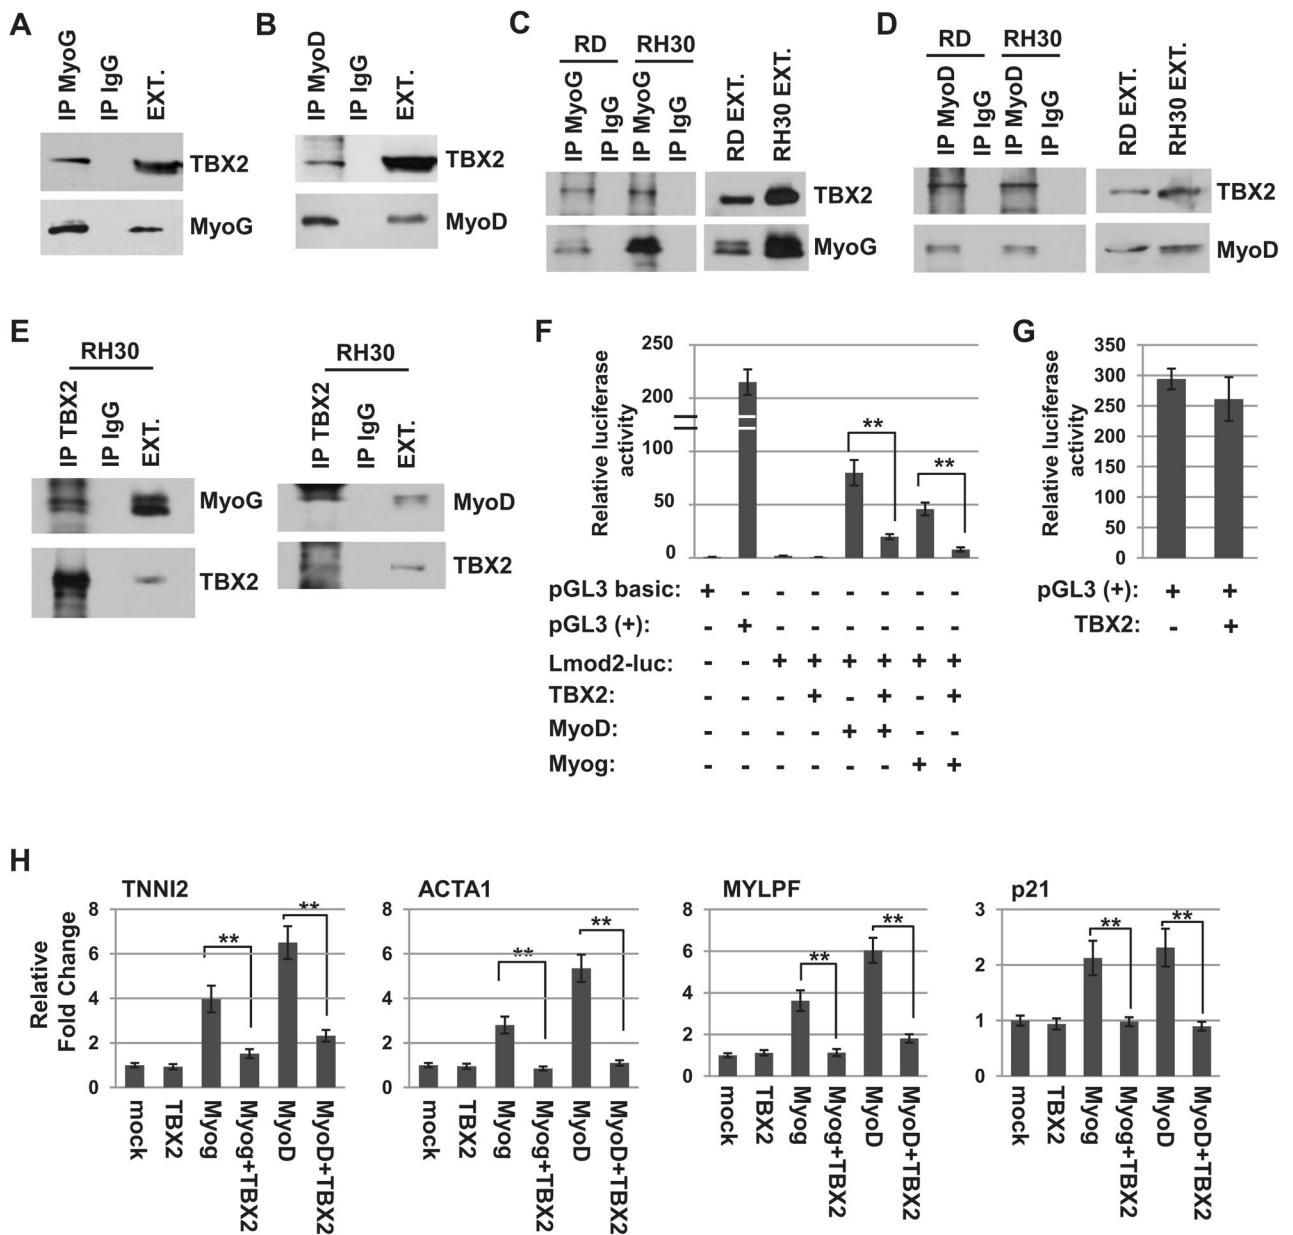 A
IP MyoG
IP IgG
EXT.
TBX2
MyoG
B
IP MyoD
IP IgG
EXT.
TBX2
MyoD
C
RD RH30
IP MyoG
IP IgG
IP MyoG
IP IgG
RD EXT.
RH30 EXT.
TBX2
MyoG
D
RD RH30
IP MyoD
IP IgG
IP MyoD
IP IgG
RD EXT.
RH30 EXT.
TBX2
MyoD
E
RH30
IP TBX2
IP IgG
EXT.
MyoG
TBX2
RH30
IP TBX2
IP IgG
EXT.
MyoD
TBX2
F
Relative luciferase
activity
250
200
100
50
0
**
**
pGL3 basic: + - - - - - - -
pGL3 (+): - + - - - - - -
Lmod2-luc: - - + + + + + +
TBX2: - - - + - + - +
MyoD: - - - - + + - -
Myog: - - - - - - + +
G
Relative luciferase
activity
350
300
250
200
150
100
50
0
pGL3 (+): + +
TBX2: - +
H
Relative
Fold Change
TNNI2
8
6
4
2
0
**
**
mock
TBX2
Myog
Myog+TBX2
MyoD
MyoD+TBX2
ACTA1
8
6
4
2
0
**
**
mock
TBX2
Myog
Myog+TBX2
MyoD
MyoD+TBX2
MYLPF
8
6
4
2
0
**
**
mock
TBX2
Myog
Myog+TBX2
MyoD
MyoD+TBX2
p21
3
2
1
0
**
**
mock
TBX2
Myog
Myog+TBX2
MyoD
MyoD+TBX2